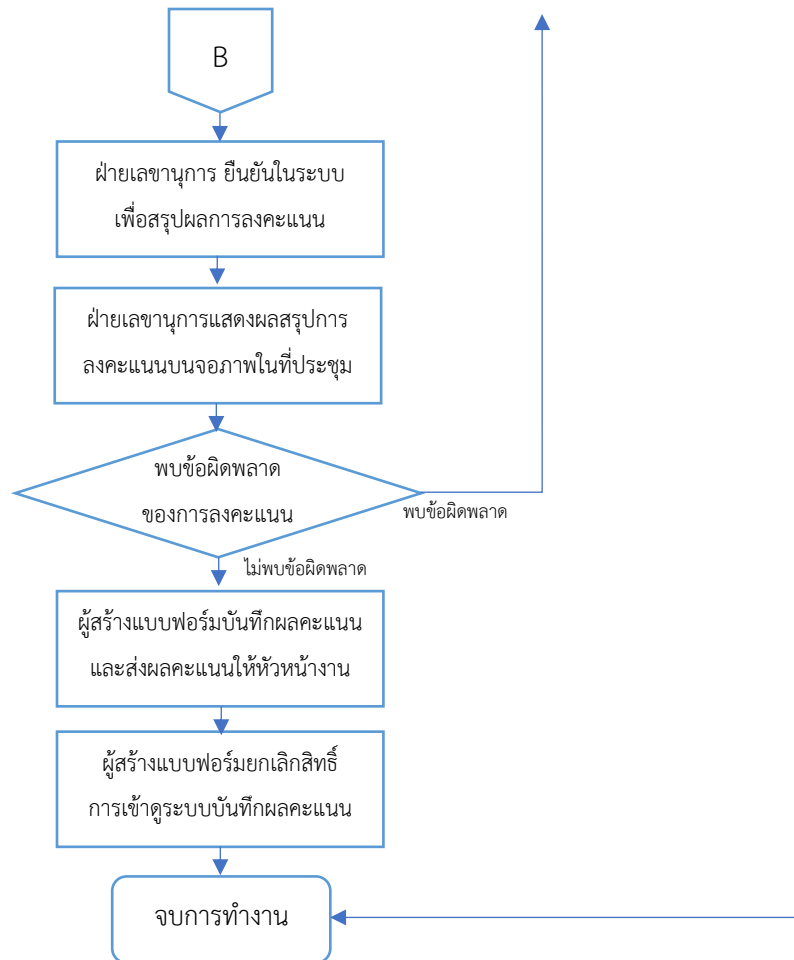 B
ฝ่ายเลขานุการ ยืนยันในระบบ
เพื่อสรุปผลการลงคะแนน
ฝ่ายเลขานุการแสดงผลสรุปการ
ลงคะแนนบนจอภาพในที่ประชุม
พบข้อผิดพลาด
ของการลงคะแนน
พบข้อผิดพลาด
ไม่พบข้อผิดพลาด
ผู้สร้างแบบฟอร์มบันทึกผลคะแนน
และส่งผลคะแนนให้หัวหน้างาน
ผู้สร้างแบบฟอร์มยกเลิกสิทธิ์
การเข้าดูระบบบันทึกผลคะแนน
จบการทำงาน